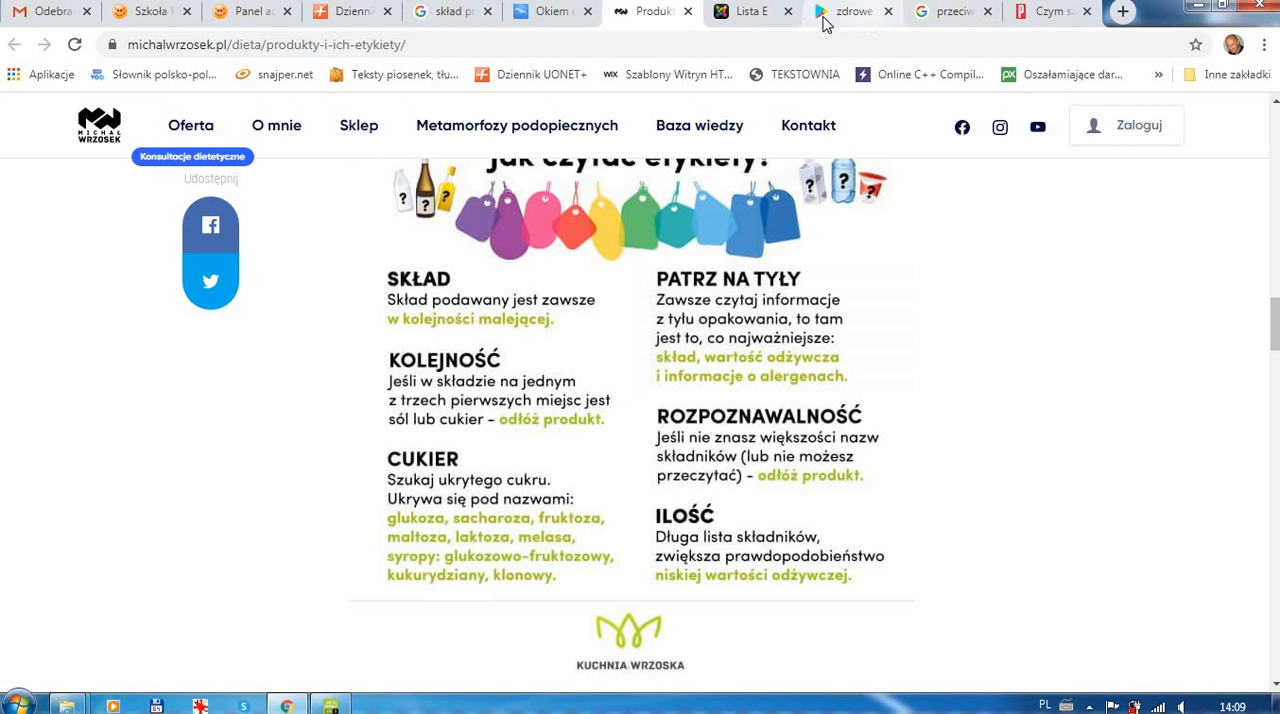 Odebra
Szkoła
Panel a
Dzienni
skład p
Okiem
Produk
Lista E
zdrowe
przeciw
Czym s
michalwrzosek.pl/dieta/produkty-i-ich-etykiety/
Aplikacje
Słownik polsko-pol...
snajper.net
Teksty piosenek, tłu...
Dziennik UONET+
WIX Szablony Witryn HT...
TEKSTOWNIA
Online C++ Compil...
Oszałamiające dar...
»
Inne zakładki
MICHAŁ
WRZOSEK
Oferta
O mnie
Sklep
Metamorfozy podopiecznych
Baza wiedzy
Kontakt
Zaloguj
Konsultacje dietetyczne
Udostępnij
Jak czytać etykiety?
? ? ?
? ? ?
SKŁAD
Skład podawany jest zawsze
w kolejności malejącej.
KOLEJNOŚĆ
Jeśli w składzie na jednym
z trzech pierwszych miejsc jest
sól lub cukier - odłóż produkt.
CUKIER
Szukaj ukrytego cukru.
Ukrywa się pod nazwami:
glukoza, sacharoza, fruktoza,
maltoza, laktoza, melasa,
syropy: glukozowo-fruktozowy,
kukurydziany, klonowy.
PATRZ NA TYŁY
Zawsze czytaj informacje
z tyłu opakowania, to tam
jest to, co najważniejsze:
skład, wartość odżywcza
i informacje o alergenach.
ROZPOZNAWALNOŚĆ
Jeśli nie znasz większości nazw
składników (lub nie możesz
przeczytać) - odłóż produkt.
ILOŚĆ
Długa lista składników,
zwiększa prawdopodobieństwo
niskiej wartości odżywczej.
KUCHNIA WRZOSKA
PL
14:09